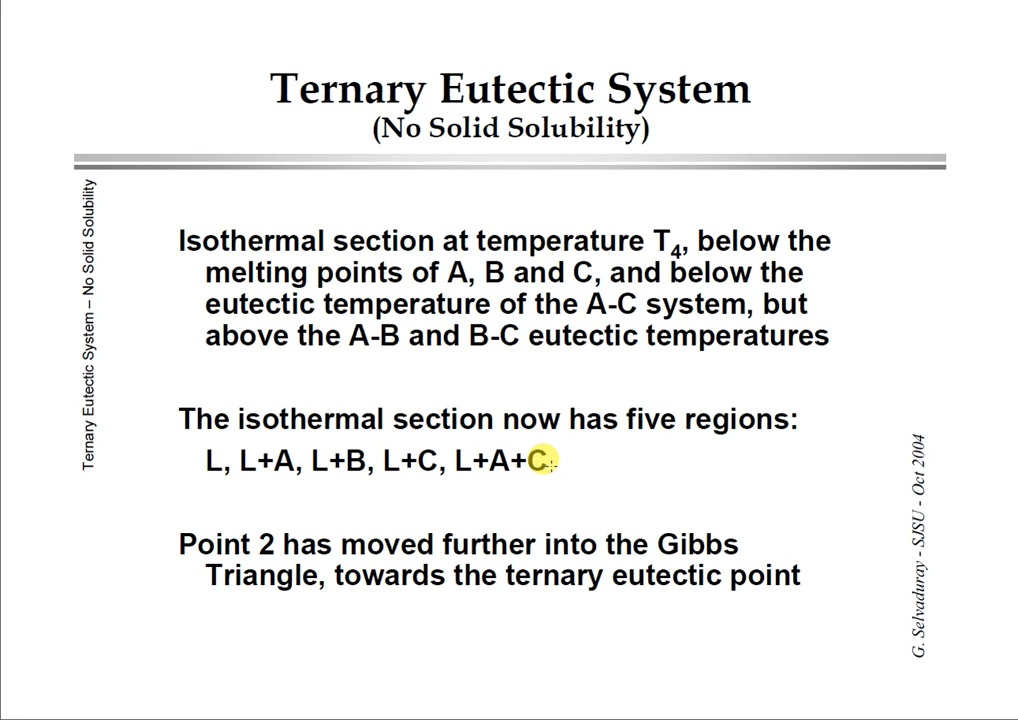 Ternary Eutectic System
(No Solid Solubility)
Ternary Eutectic System – No Solid Solubility
Isothermal section at temperature T4, below the
melting points of A, B and C, and below the
eutectic temperature of the A-C system, but
above the A-B and B-C eutectic temperatures
The isothermal section now has five regions:
L, L+A, L+B, L+C, L+A+C
Point 2 has moved further into the Gibbs
Triangle, towards the ternary eutectic point
G. Selvaduray - SJSU - Oct 2004